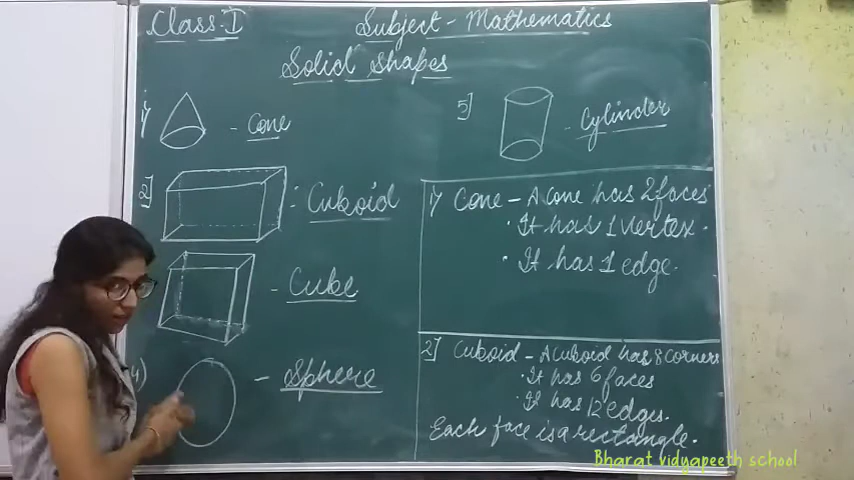 Class-I
Subject - Mathematics
Solid Shapes
1) - Cone
2] : Cuboid
- Cube
4) - Sphere
5] - Cylinder
1) Cone - A cone has 2 faces
· It has 1 vertex.
· It has 1 edge.
2] Cuboid - A cuboid has 8 corners
· It has 6 faces
· It has 12 edges.
Each face is a rectangle.
Bharat vidyapeeth school